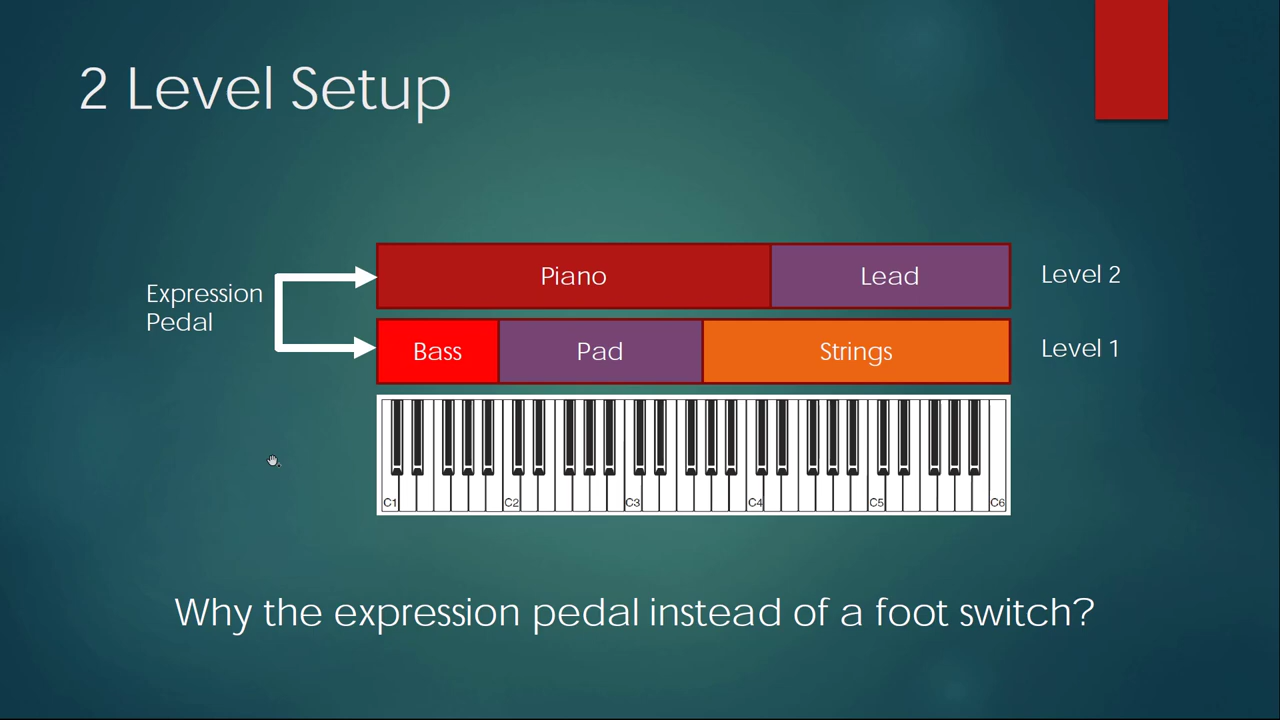 2 Level Setup
Expression
Pedal
Piano
Lead
Level 2
Bass
Pad
Strings
Level 1
C1
C2
C3
C4
C5
C6
Why the expression pedal instead of a foot switch?